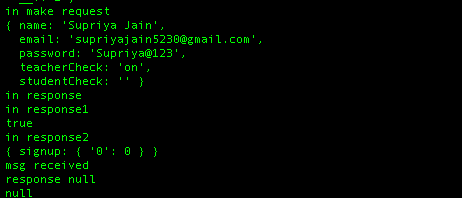 in make request
{ name: 'Supriya Jain',
email: 'supriyajain5230@gmail.com',
password: 'Supriya@123',
teacherCheck: 'on',
studentCheck: '' }
in response
in response1
true
in response2
{ signup: { '0': 0 } }
msg received
response null
null